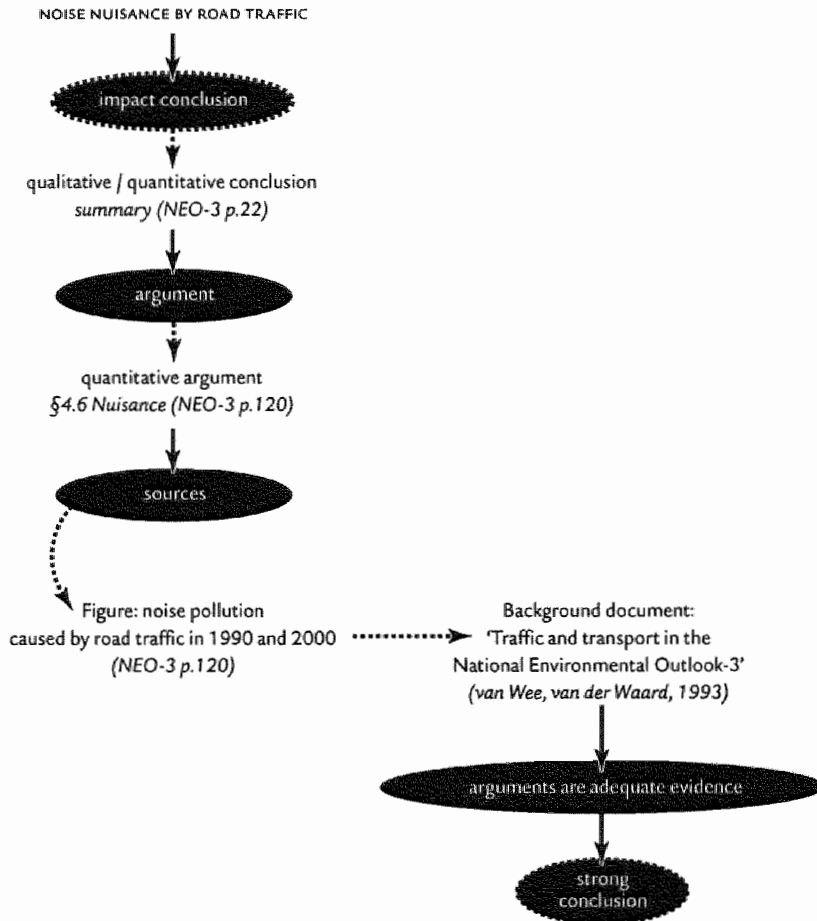 NOISE NUISANCE BY ROAD TRAFFIC
impact conclusion
qualitative / quantitative conclusion
summary (NEO-3 p.22)
argument
quantitative argument
§4.6 Nuisance (NEO-3 p.120)
sources
Figure: noise pollution
caused by road traffic in 1990 and 2000
(NEO-3 p.120)
Background document:
'Traffic and transport in the
National Environmental Outlook-3'
(van Wee, van der Waard, 1993)
arguments are adequate evidence
strong
conclusion